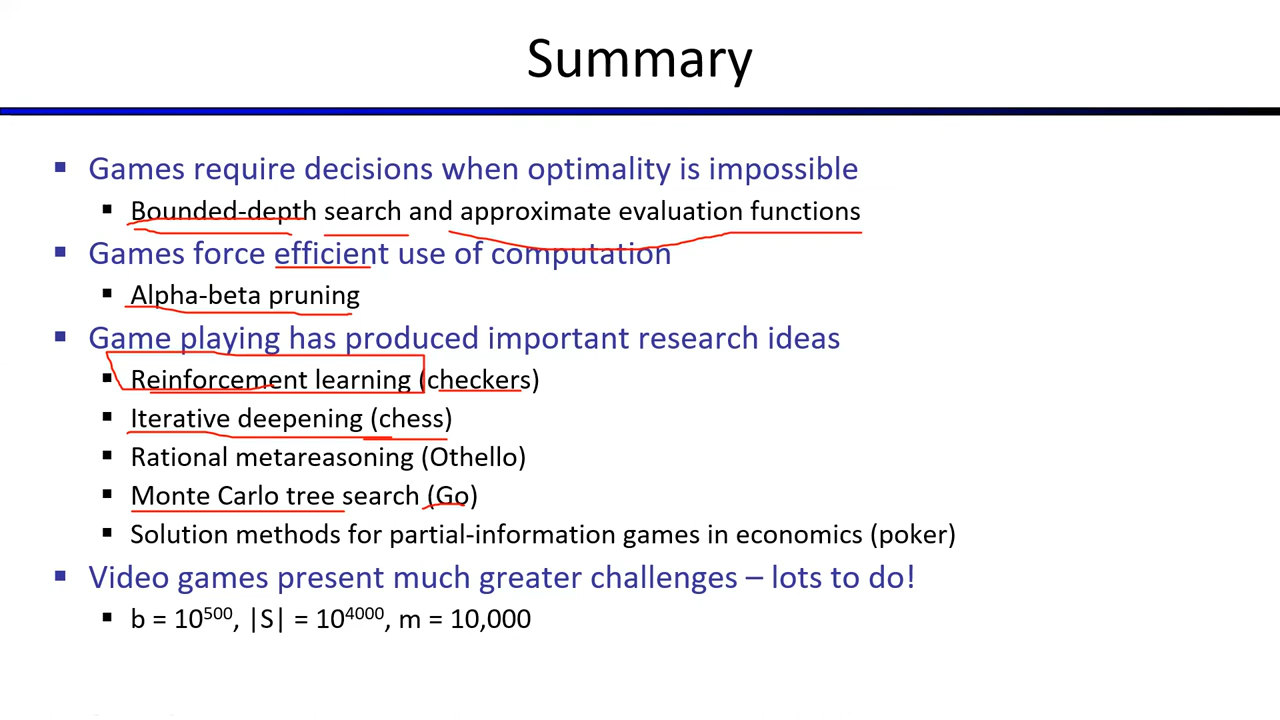 Summary
▪ Games require decisions when optimality is impossible
▪ Bounded-depth search and approximate evaluation functions
▪ Games force efficient use of computation
▪ Alpha-beta pruning
▪ Game playing has produced important research ideas
▪ Reinforcement learning (checkers)
▪ Iterative deepening (chess)
▪ Rational metareasoning (Othello)
▪ Monte Carlo tree search (Go)
▪ Solution methods for partial-information games in economics (poker)
▪ Video games present much greater challenges – lots to do!
▪ b = 10⁵⁰⁰, |S| = 10⁴⁰⁰⁰, m = 10,000